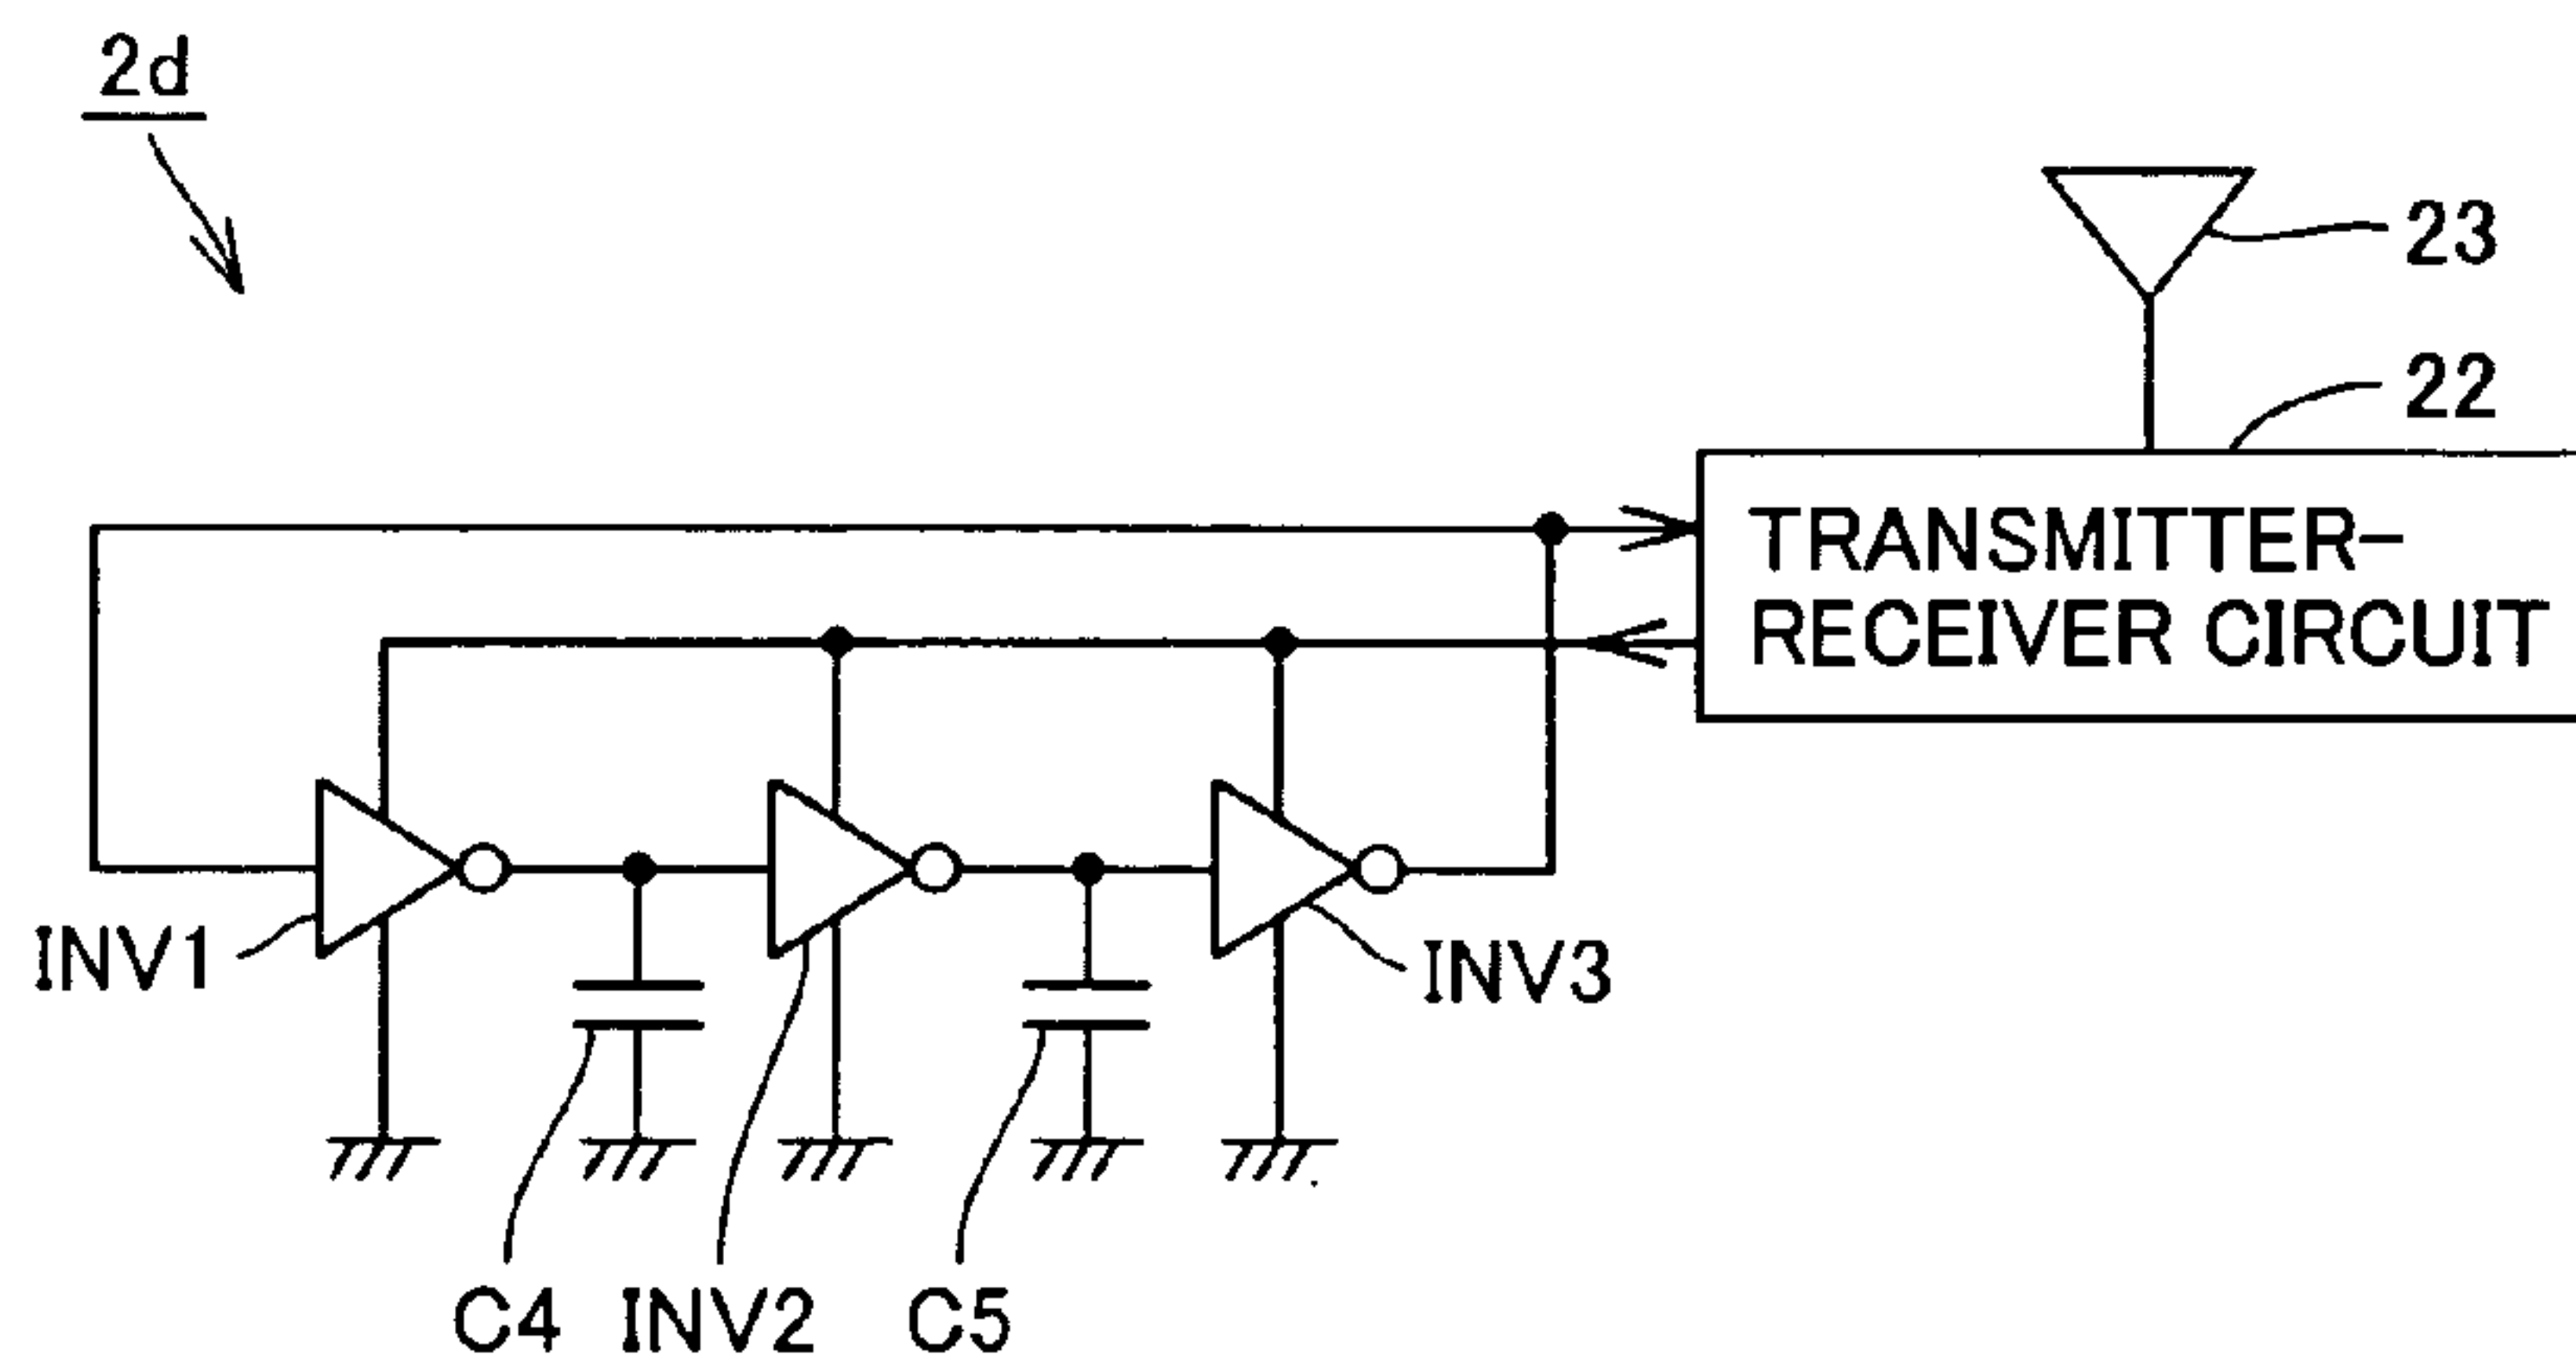 2d
23
22
TRANSMITTER-
RECEIVER CIRCUIT
INV1
INV3
C4
INV2
C5